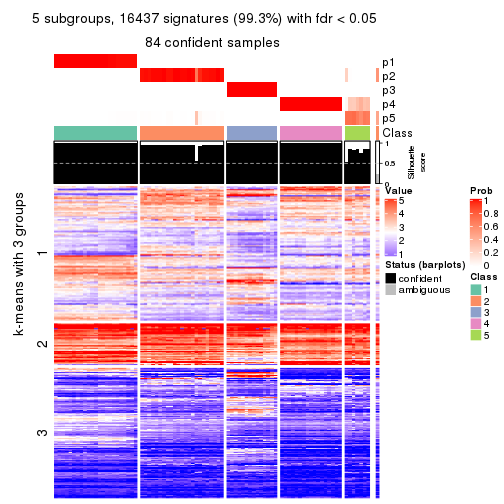 5 subgroups, 16437 signatures (99.3%) with fdr < 0.05
84 confident samples
p1
p2
p3
p4
p5
Class
1
0.5
0
Silhouette
score
k-means with 3 groups
1
2
3
Value
5
4
3
2
1
Status (barplots)
confident
ambiguous
Prob
1
0.8
0.6
0.4
0.2
0
Class
1
2
3
4
5